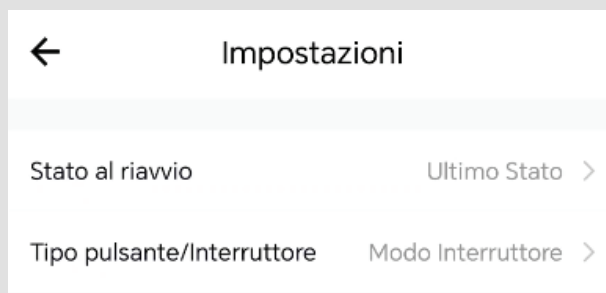 Impostazioni
Stato al riavvio Ultimo Stato
Tipo pulsante/Interruttore Modo Interruttore